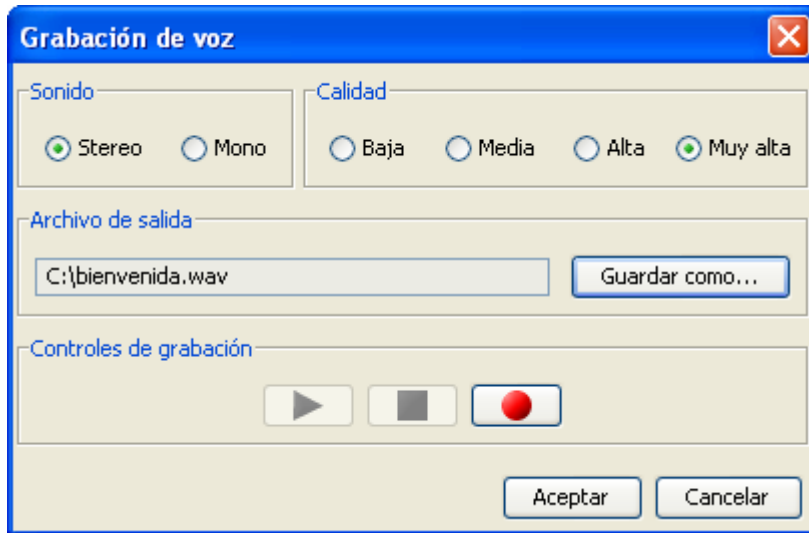 Grabación de voz
Sonido
Calidad
Stereo Mono
Baja Media Alta Muy alta
Archivo de salida
C:\bienvenida.wav
Guardar como...
Controles de grabación
Aceptar Cancelar